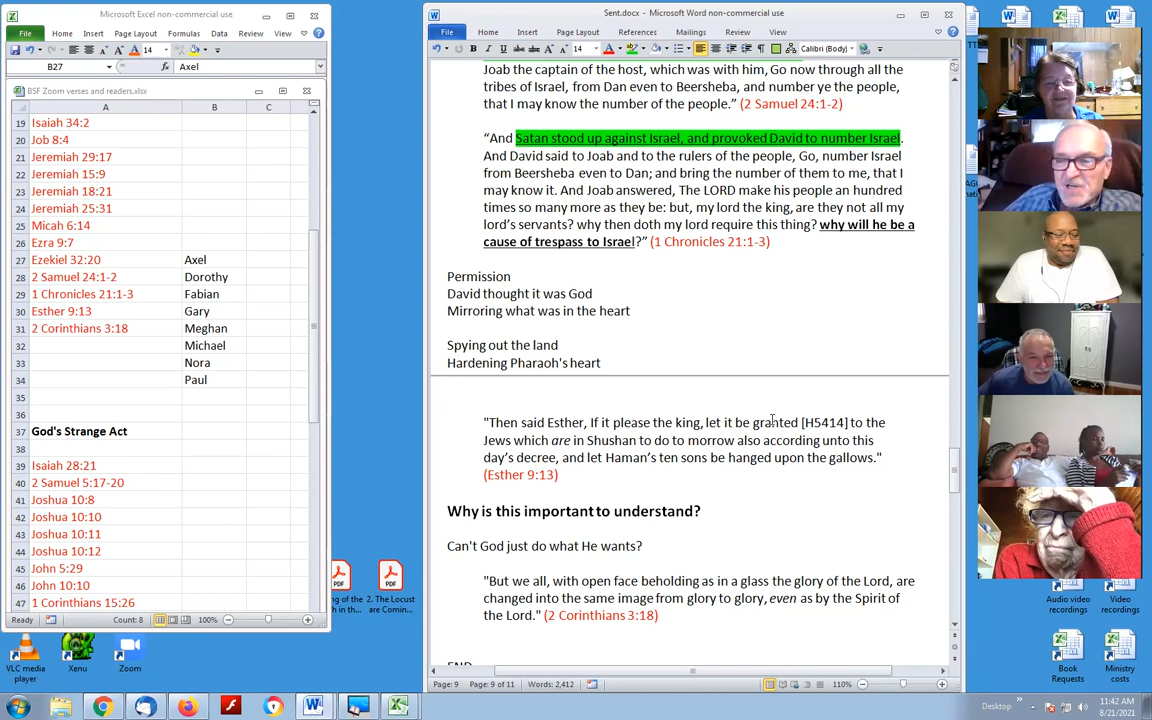 Microsoft Excel non-commercial use
File Home Insert Page Layout Formulas Data Review View
14
B27 fx Axel
BSF Zoom verses and readers.xlsx
A B C
19 Isaiah 34:2
20 Job 8:4
21 Jeremiah 29:17
22 Jeremiah 15:9
23 Jeremiah 18:21
24 Jeremiah 25:31
25 Micah 6:14
26 Ezra 9:7
27 Ezekiel 32:20 Axel
28 2 Samuel 24:1-2 Dorothy
29 1 Chronicles 21:1-3 Fabian
30 Esther 9:13 Gary
31 2 Corinthians 3:18 Meghan
32 Michael
33 Nora
34 Paul
35
36
37 God's Strange Act
38
39 Isaiah 28:21
40 2 Samuel 5:17-20
41 Joshua 10:8
42 Joshua 10:10
43 Joshua 10:11
44 Joshua 10:12
45 John 5:29
46 John 10:10
47 1 Corinthians 15:26
Ready Count: 8 100%
Sent.docx - Microsoft Word non-commercial use
File Home Insert Page Layout References Mailings Review View
14 Calibri (Body)
Joab the captain of the host, which was with him, Go now through all the
tribes of Israel, from Dan even to Beersheba, and number ye the people,
that I may know the number of the people.” (2 Samuel 24:1-2)
“And Satan stood up against Israel, and provoked David to number Israel.
And David said to Joab and to the rulers of the people, Go, number Israel
from Beersheba even to Dan; and bring the number of them to me, that I
may know it. And Joab answered, The LORD make his people an hundred
times so many more as they be: but, my lord the king, are they not all my
lord’s servants? why then doth my lord require this thing? why will he be a
cause of trespass to Israel?” (1 Chronicles 21:1-3)
Permission
David thought it was God
Mirroring what was in the heart
Spying out the land
Hardening Pharaoh's heart
"Then said Esther, If it please the king, let it be granted [H5414] to the
Jews which are in Shushan to do to morrow also according unto this
day’s decree, and let Haman’s ten sons be hanged upon the gallows."
(Esther 9:13)
Why is this important to understand?
Can't God just do what He wants?
"But we all, with open face beholding as in a glass the glory of the Lord, are
changed into the same image from glory to glory, even as by the Spirit of
the Lord." (2 Corinthians 3:18)
END
Page: 9 Page: 9 of 11 Words: 2,412 110%
2. The Locust
are Comin...
VLC media
player
Xenu
Zoom
Audio video
recordings
Video
recordings
Book
Requests
Ministry
costs
Desktop
11:42 AM
8/21/2021